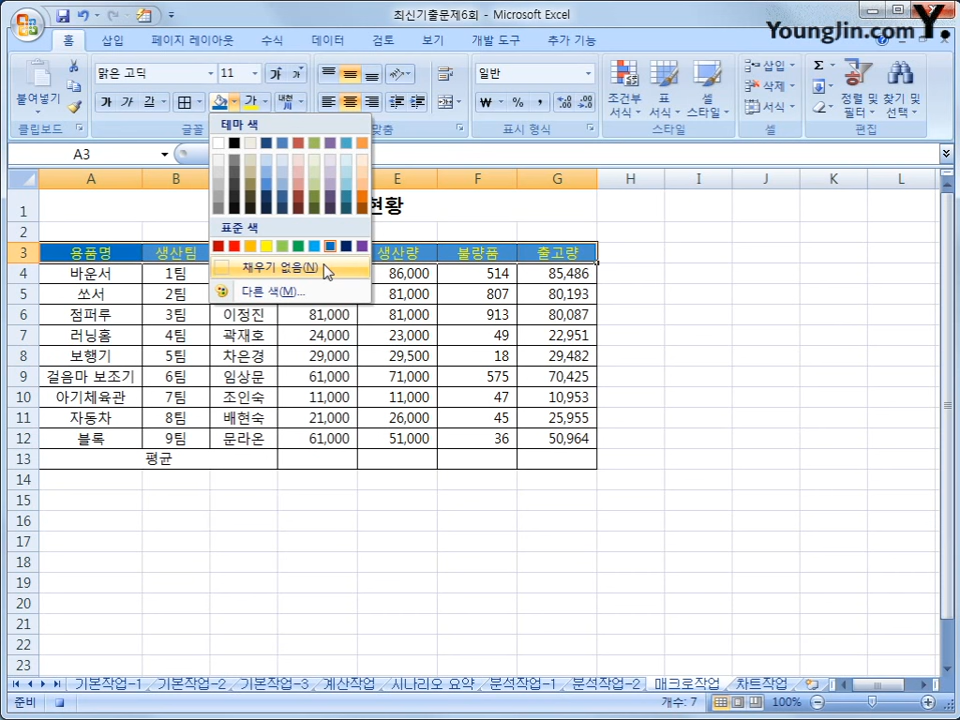 최신기출문제6회 - Microsoft Excel
YoungJin.com Y.
홈 삽입 페이지 레이아웃 수식 데이터 검토 보기 개발 도구 추가 기능
붙여넣기 맑은 고딕 11 가 가 일반 조건부 서식 표 서식 셀 스타일 삽입 삭제 서식 Σ 정렬 및 필터 찾기 및 선택
가 가 간 가 내천 ₩ %
클립보드 글꼴 맞춤 표시 형식 스타일 셀 편집
A3
테마 색
표준 색
채우기 없음(N)
다른 색(M)...
A B E F G H I J K L
1 현황
2
3 용품명 생산팀 생산량 불량품 출고량
4 바운서 1팀 86,000 514 85,486
5 쏘서 2팀 81,000 807 80,193
6 점퍼루 3팀 이정진 81,000 81,000 913 80,087
7 러닝홈 4팀 곽재호 24,000 23,000 49 22,951
8 보행기 5팀 차은경 29,000 29,500 18 29,482
9 걸음마 보조기 6팀 임상문 61,000 71,000 575 70,425
10 아기체육관 7팀 조인숙 11,000 11,000 47 10,953
11 자동차 8팀 배현숙 21,000 26,000 45 25,955
12 블록 9팀 문라온 61,000 51,000 36 50,964
13 평균
14
15
16
17
18
19
20
21
22
23
기본작업-1 기본작업-2 기본작업-3 계산작업 시나리오 요약 분석작업-1 분석작업-2 매크로작업 차트작업
준비 개수: 7 100%